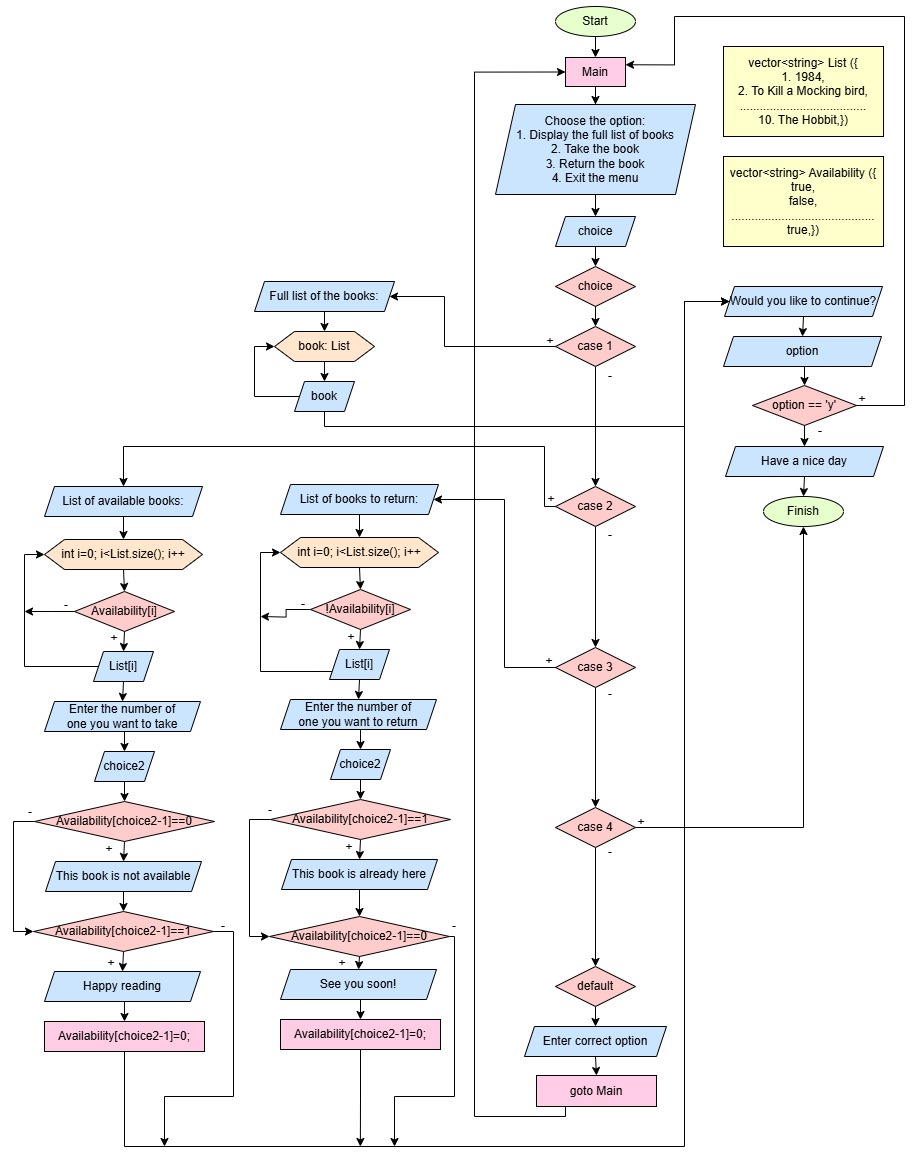 Start
Main
vector<string> List ({
1. 1984,
2. To Kill a Mocking bird,
............................................
10. The Hobbit,})
Choose the option:
1. Display the full list of books
2. Take the book
3. Return the book
4. Exit the menu
vector<string> Availability ({
true,
false,
..................................................
true,})
choice
choice
Full list of the books:
Would you like to continue?
+
case 1
-
book: List
option
book
option == 'y'
+
-
Have a nice day
List of available books:
List of books to return:
+
case 2
-
Finish
int i=0; i<List.size(); i++
int i=0; i<List.size(); i++
-
Availability[i]
+
-
!Availability[i]
+
List[i]
List[i]
+
case 3
-
Enter the number of
one you want to take
Enter the number of
one you want to return
choice2
choice2
-
Availability[choice2-1]==0
+
-
Availability[choice2-1]==1
+
case 4
+
-
This book is not available
This book is already here
Availability[choice2-1]==1
-
+
Availability[choice2-1]==0
-
+
Happy reading
See you soon!
default
Availability[choice2-1]=0;
Availability[choice2-1]=0;
Enter correct option
goto Main